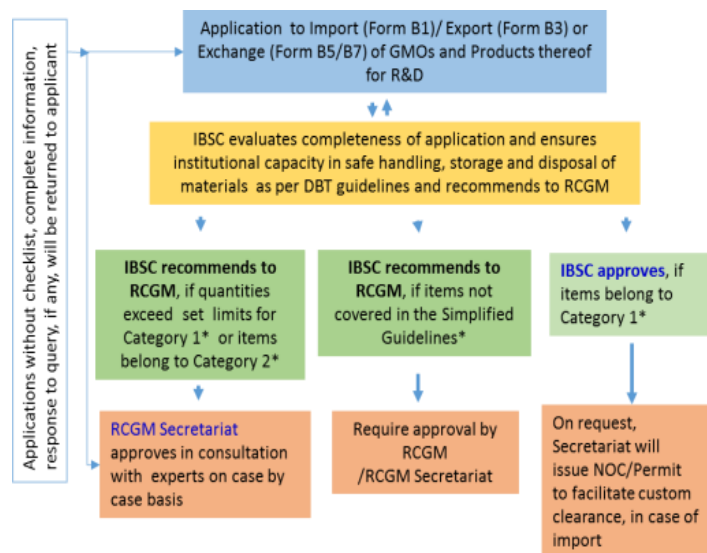 Applications without checklist, complete information,
response to query, if any, will be returned to applicant
Application to Import (Form B1)/ Export (Form B3) or
Exchange (Form B5/B7) of GMOs and Products thereof
for R&D
IBSC evaluates completeness of application and ensures
institutional capacity in safe handling, storage and disposal of
materials as per DBT guidelines and recommends to RCGM
IBSC recommends to
RCGM, if quantities
exceed set limits for
Category 1* or items
belong to Category 2*
IBSC recommends to
RCGM, if items not
covered in the Simplified
Guidelines*
IBSC approves, if
items belong to
Category 1*
RCGM Secretariat
approves in consultation
with experts on case by
case basis
Require approval by
RCGM
/RCGM Secretariat
On request,
Secretariat will
issue NOC/Permit
to facilitate custom
clearance, in case of
import